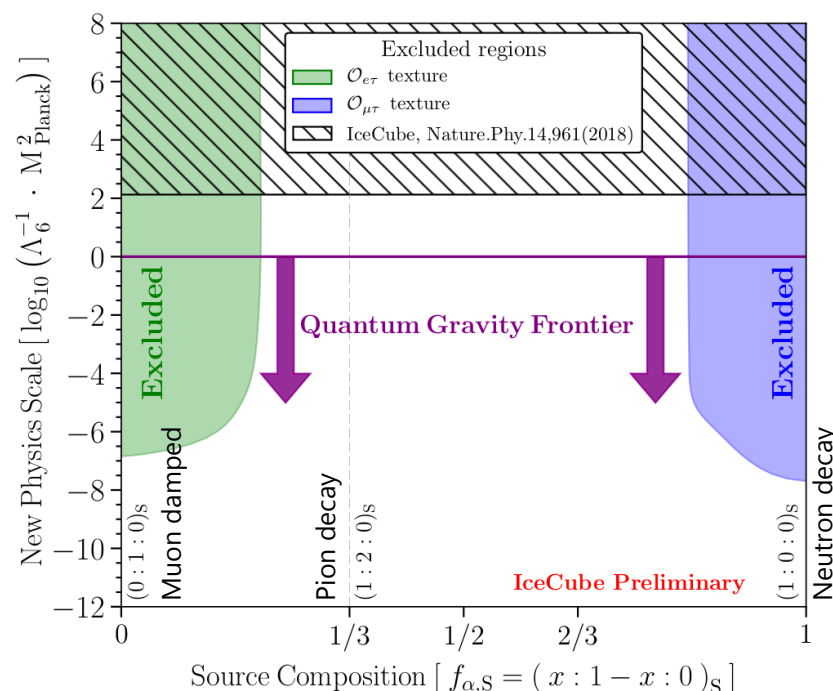 Excluded regions
𝒪eτ texture
𝒪μτ texture
IceCube, Nature.Phy.14,961(2018)
New Physics Scale [ log10 (Λ6^−1 · M^2 Planck) ]
8
6
4
2
0
−2
−4
−6
−8
−10
−12
Excluded
Quantum Gravity Frontier
Excluded
(0 : 1 : 0)S
Muon damped
Pion decay
(1 : 2 : 0)S
(1 : 0 : 0)S
Neutron decay
IceCube Preliminary
0 1/3 1/2 2/3 1
Source Composition [ fα,S = ( x : 1 − x : 0 )S ]